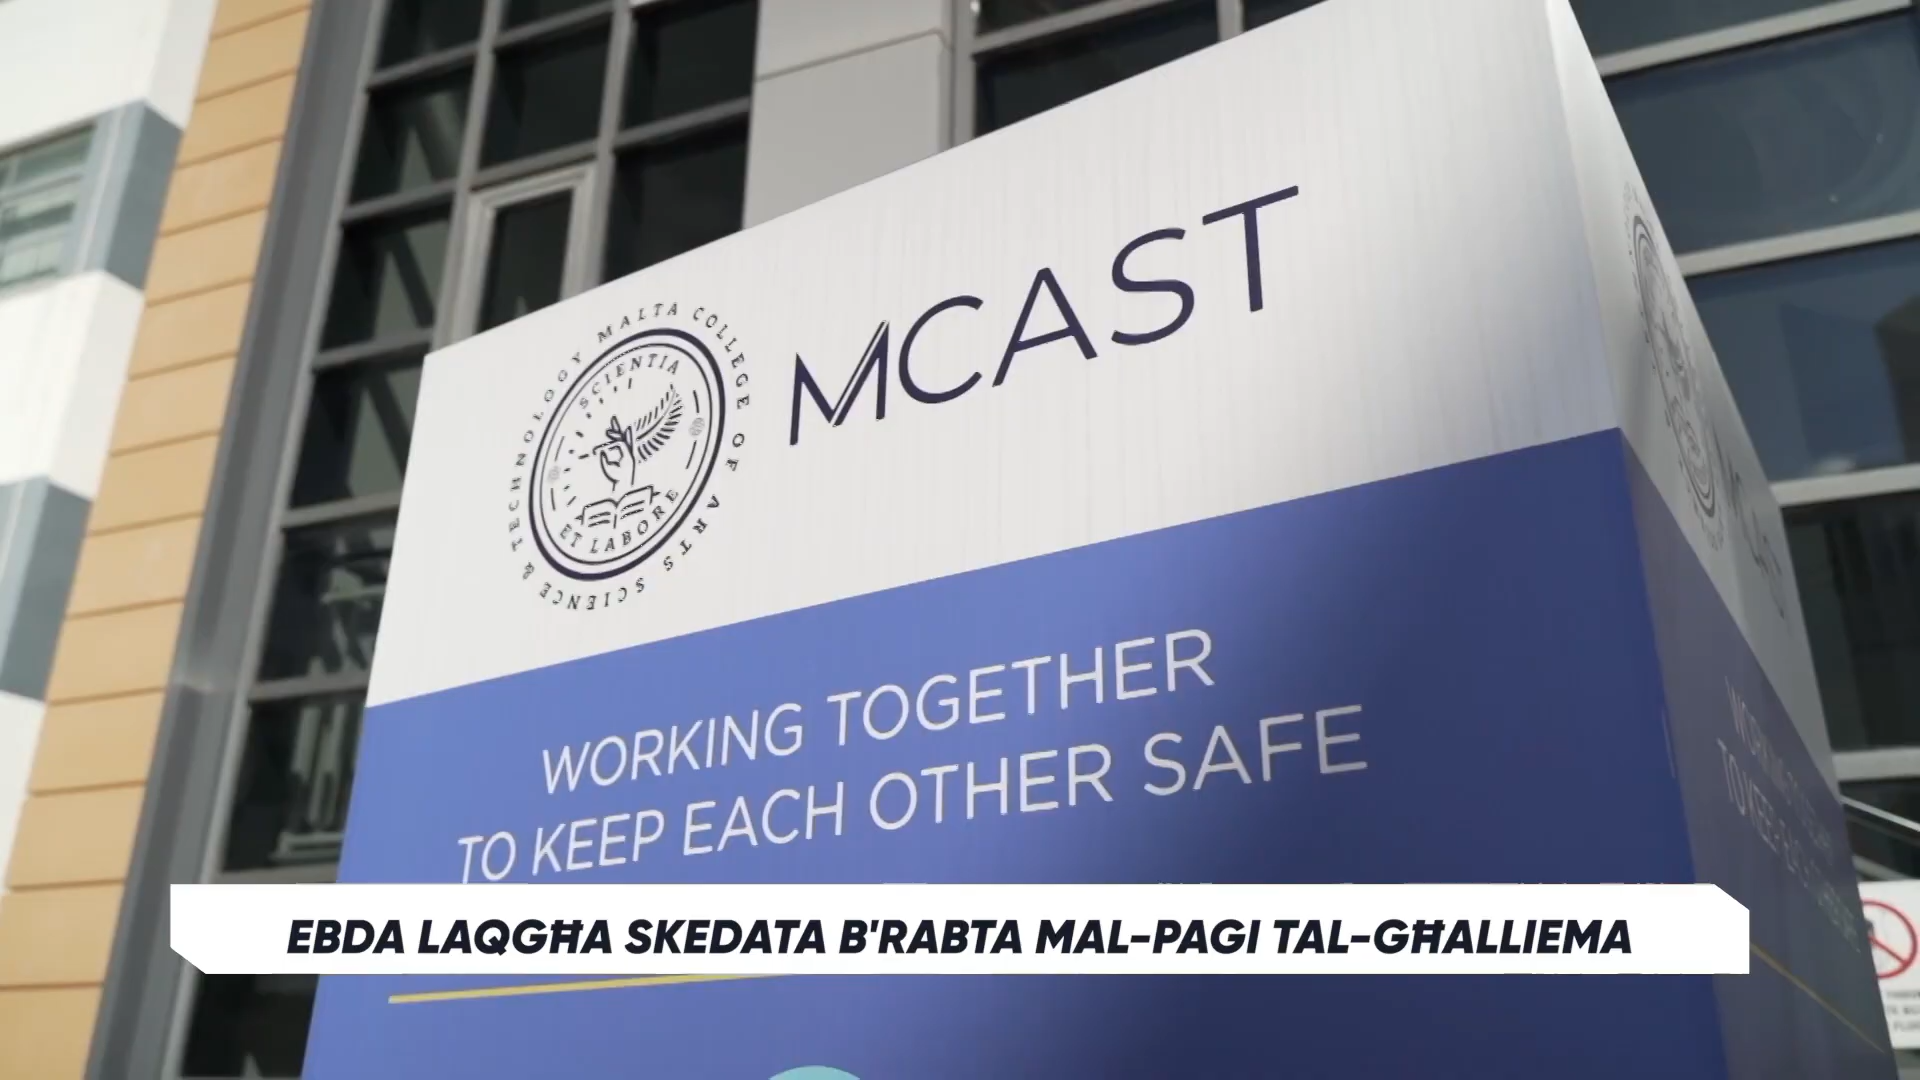 MALTA COLLEGE OF ARTS SCIENCE & TECHNOLOGY
SCIENTIA
ET LABORE
MCAST
WORKING TOGETHER
TO KEEP EACH OTHER SAFE
EBDA LAQGĦA SKEDATA B'RABTA MAL-PAGI TAL-GĦALLIEMA